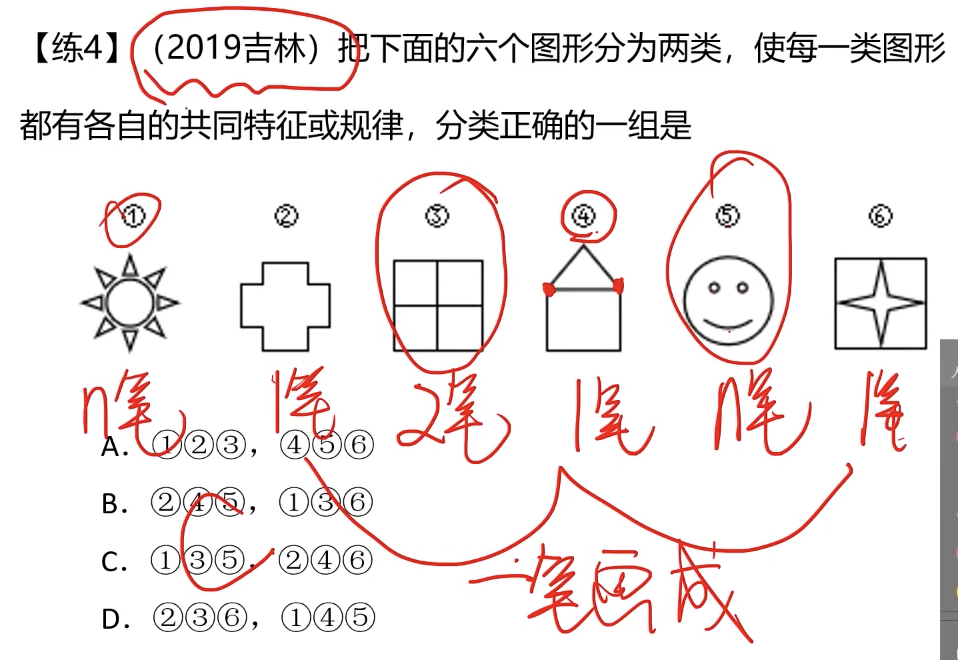 【练4】（2019吉林）把下面的六个图形分为两类，使每一类图形
都有各自的共同特征或规律，分类正确的一组是
① ② ③ ④ ⑤ ⑥
n笔 1笔 2笔 1笔 n笔 1笔
A. ①②③，④⑤⑥
B. ②④⑤，①③⑥
C. ①③⑤，②④⑥
一笔画成
D. ②③⑥，①④⑤